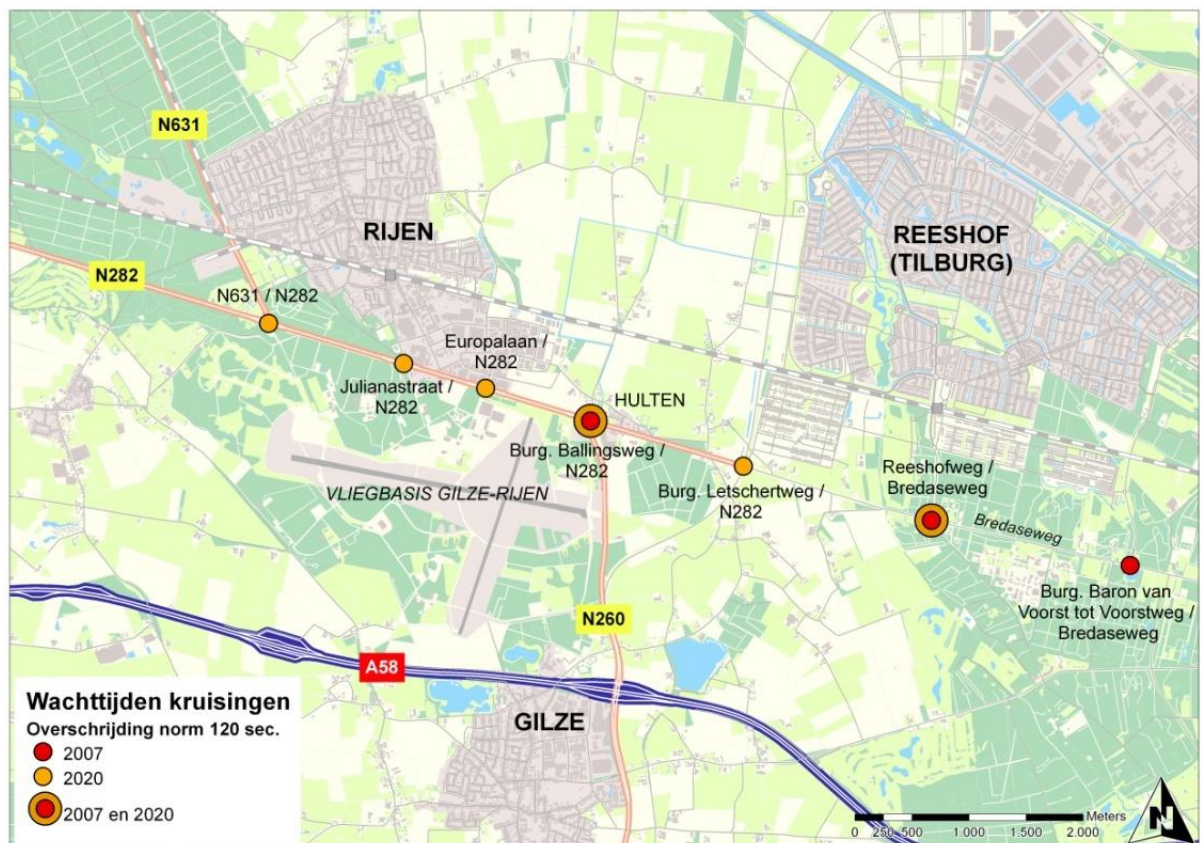 N631
RIJEN
REESHOF
(TILBURG)
N282
N631 / N282
Europalaan /
N282
Julianastraat /
N282
HULTEN
Burg. Ballingsweg /
N282
VLIEGBASIS GILZE-RIJEN
Burg. Letschertweg /
N282
Reeshofweg /
Bredaseweg
Bredaseweg
Burg. Baron van
Voorst tot Voorstweg /
Bredaseweg
N260
A58
GILZE
Wachttijden kruisingen
Overschrijding norm 120 sec.
2007
2020
2007 en 2020
Meters
0 250 500 1.000 1.500 2.000
N